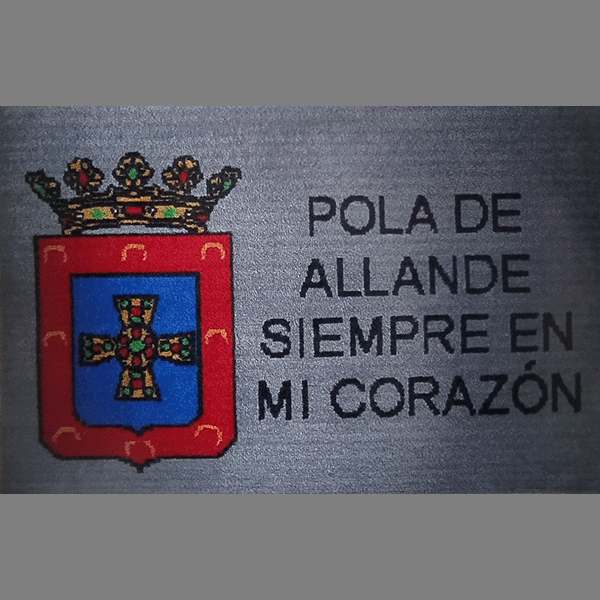 POLA DE
ALLANDE
SIEMPRE EN
MI CORAZÓN